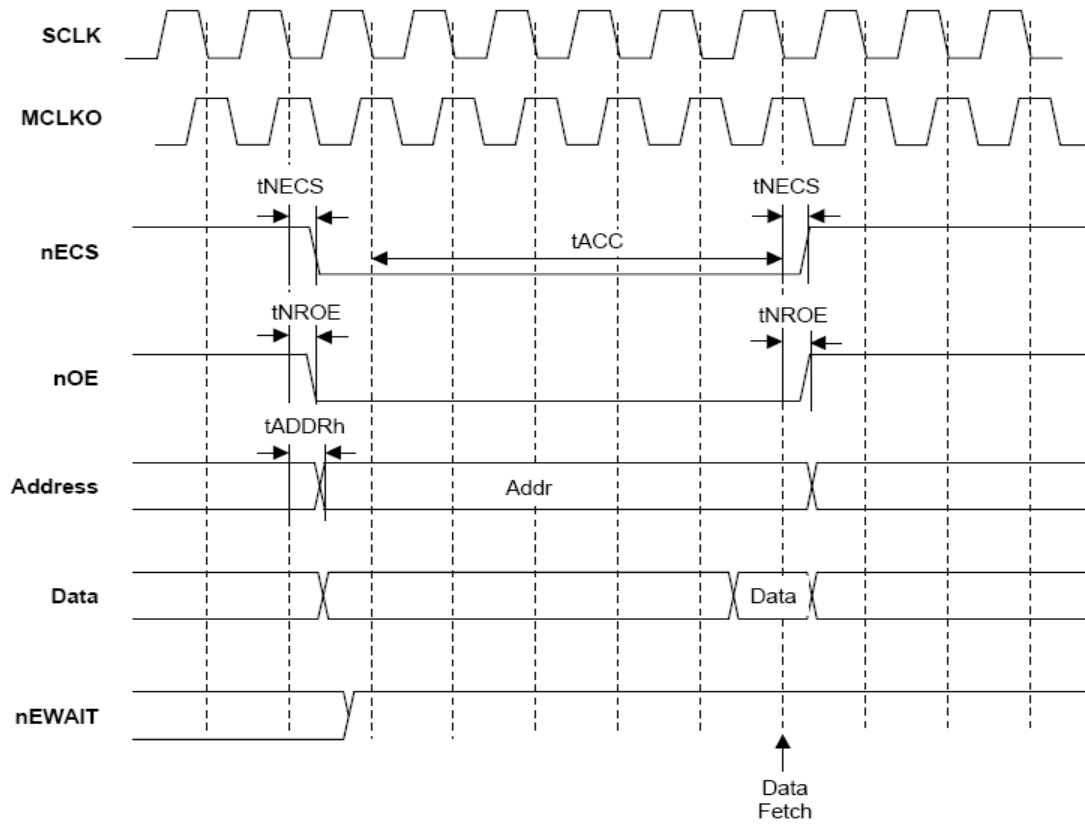 SCLK
MCLKO
tNECS
tNECS
nECS
tACC
tNROE
tNROE
nOE
tADDRh
Address
Addr
Data
Data
nEWAIT
Data
Fetch